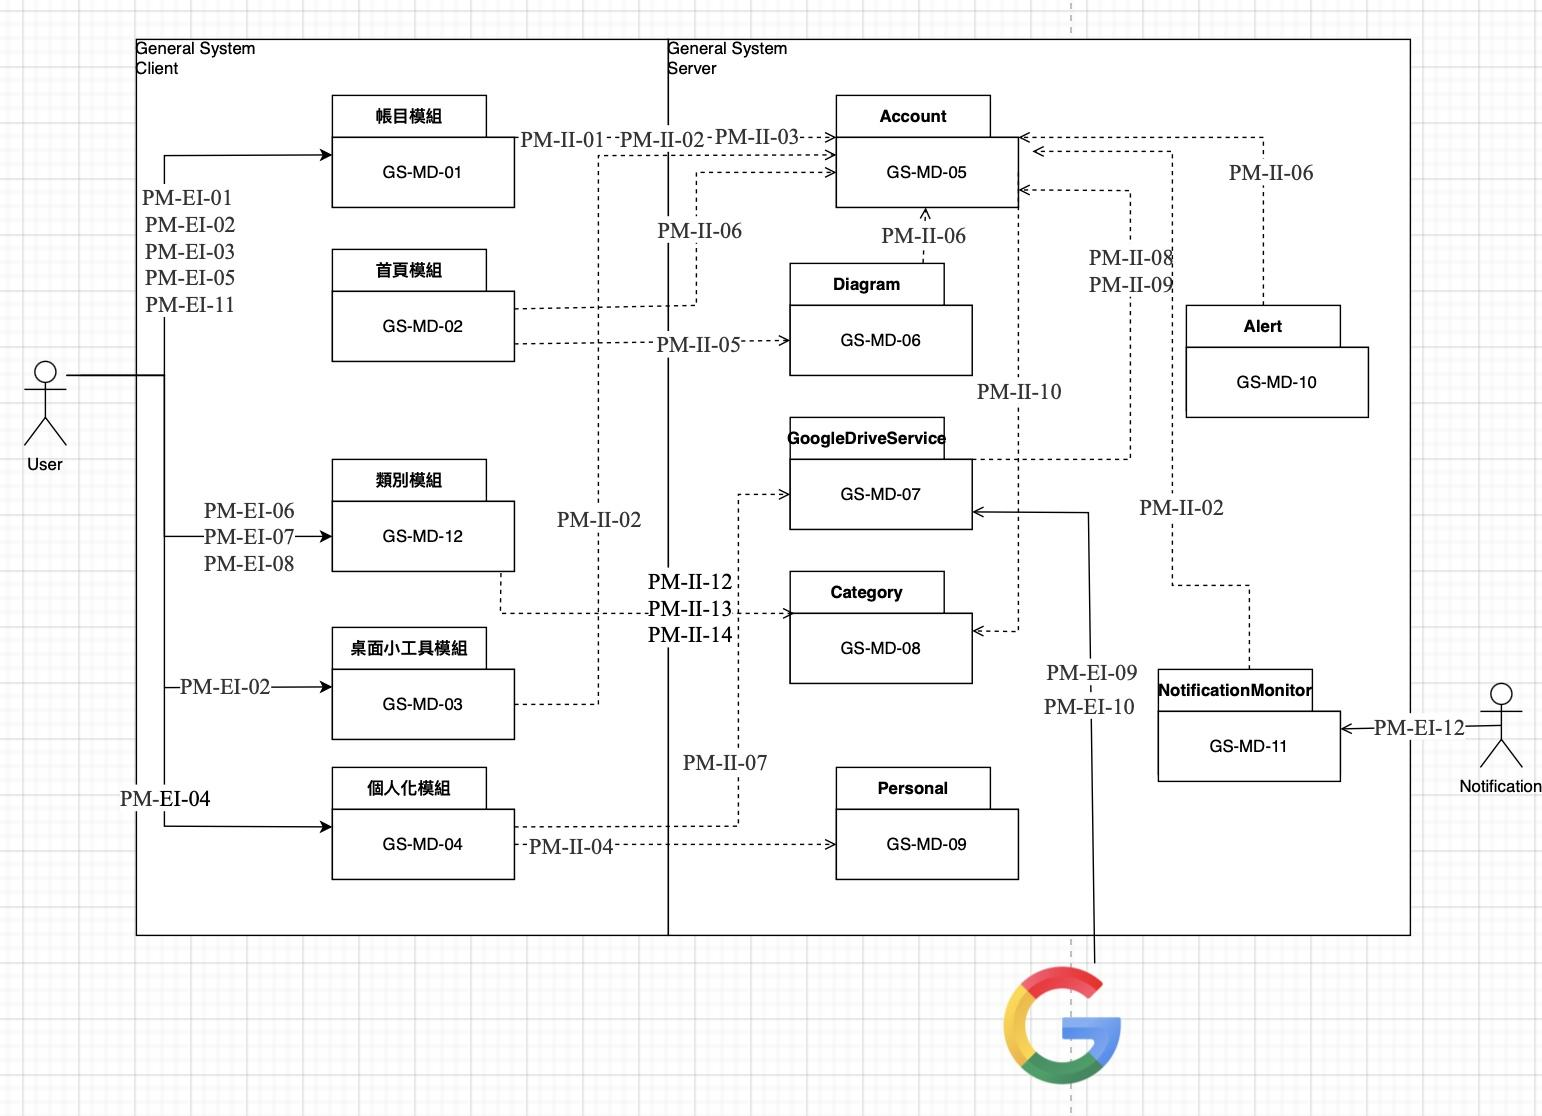 General System
Client
General System
Server
帳目模組
GS-MD-01
PM-II-01
PM-II-02
PM-II-03
Account
GS-MD-05
PM-II-06
PM-EI-01
PM-EI-02
PM-EI-03
PM-EI-05
PM-EI-11
首頁模組
GS-MD-02
PM-II-06
PM-II-06
PM-II-08
PM-II-09
Diagram
GS-MD-06
PM-II-05
Alert
GS-MD-10
PM-II-10
User
類別模組
GS-MD-12
PM-EI-06
PM-EI-07
PM-EI-08
PM-II-02
GoogleDriveService
GS-MD-07
PM-II-02
PM-II-12
PM-II-13
PM-II-14
Category
GS-MD-08
桌面小工具模組
GS-MD-03
PM-EI-02
PM-EI-09
PM-EI-10
NotificationMonitor
GS-MD-11
PM-EI-12
Notification
PM-II-07
PM-EI-04
個人化模組
GS-MD-04
PM-II-04
Personal
GS-MD-09